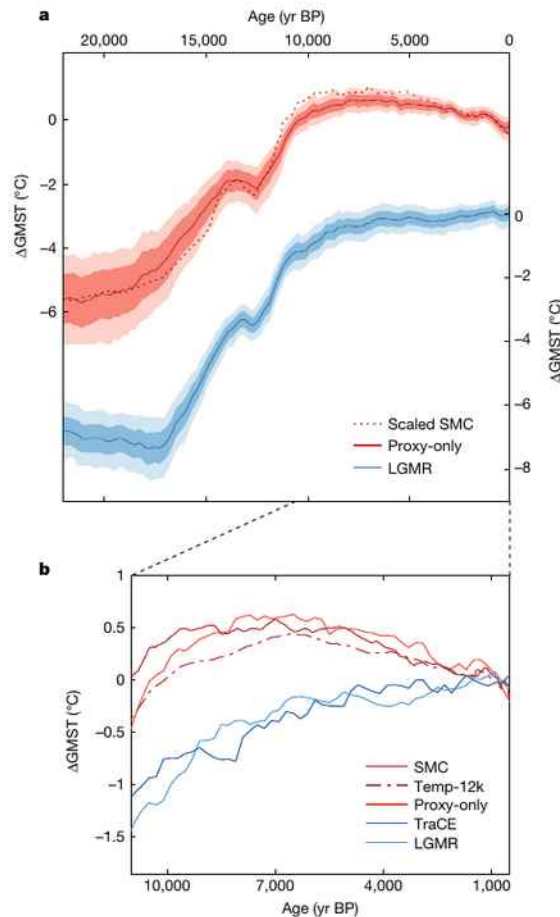 Age (yr BP)
a
20,000 15,000 10,000 5,000 0
0
−2
−4
−6
ΔGMST (°C)
0
−2
−4
−6
−8
ΔGMST (°C)
Scaled SMC
Proxy-only
LGMR
b
1
0.5
0
−0.5
−1
−1.5
ΔGMST (°C)
SMC
Temp-12k
Proxy-only
TraCE
LGMR
10,000 7,000 4,000 1,000
Age (yr BP)